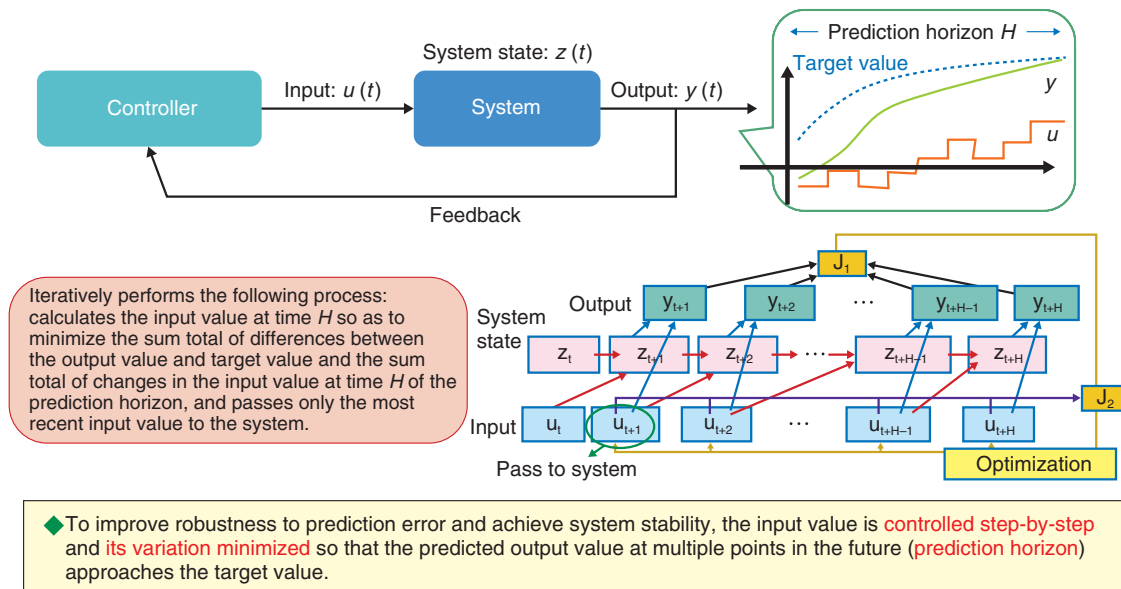 Controller
Input: u (t)
System state: z (t)
System
Output: y (t)
Feedback
Prediction horizon H
Target value
y
u
Iteratively performs the following process:
calculates the input value at time H so as to
minimize the sum total of differences between
the output value and target value and the sum
total of changes in the input value at time H of the
prediction horizon, and passes only the most
recent input value to the system.
J1
Output
yt+1
yt+2
...
yt+H–1
yt+H
System
state
zt
zt+1
zt+2
...
zt+H–1
zt+H
J2
Input
ut
ut+1
ut+2
...
ut+H–1
ut+H
Pass to system
Optimization
◆To improve robustness to prediction error and achieve system stability, the input value is controlled step-by-step
and its variation minimized so that the predicted output value at multiple points in the future (prediction horizon)
approaches the target value.